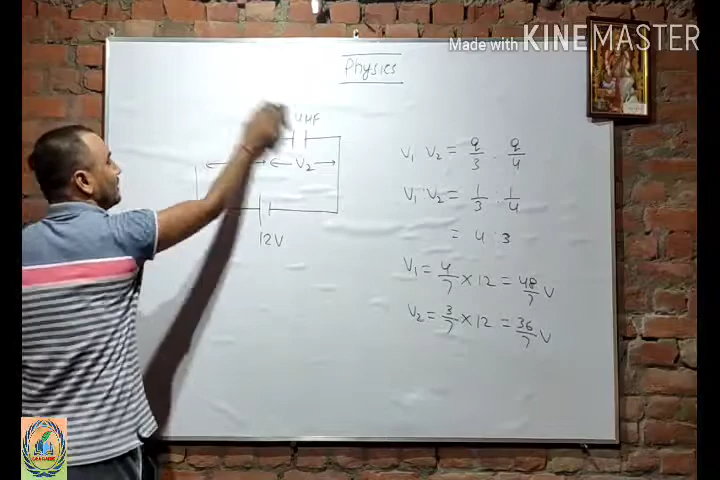 Made with KINEMASTER
Physics
4MF
V₂
12V
V₁ V₂ = q/3 . q/4
V₁ : V₂ = 1/3 . 1/4
= 4 : 3
V₁ = 4/7 × 12 = 48/7 V
V₂ = 3/7 × 12 = 36/7 V